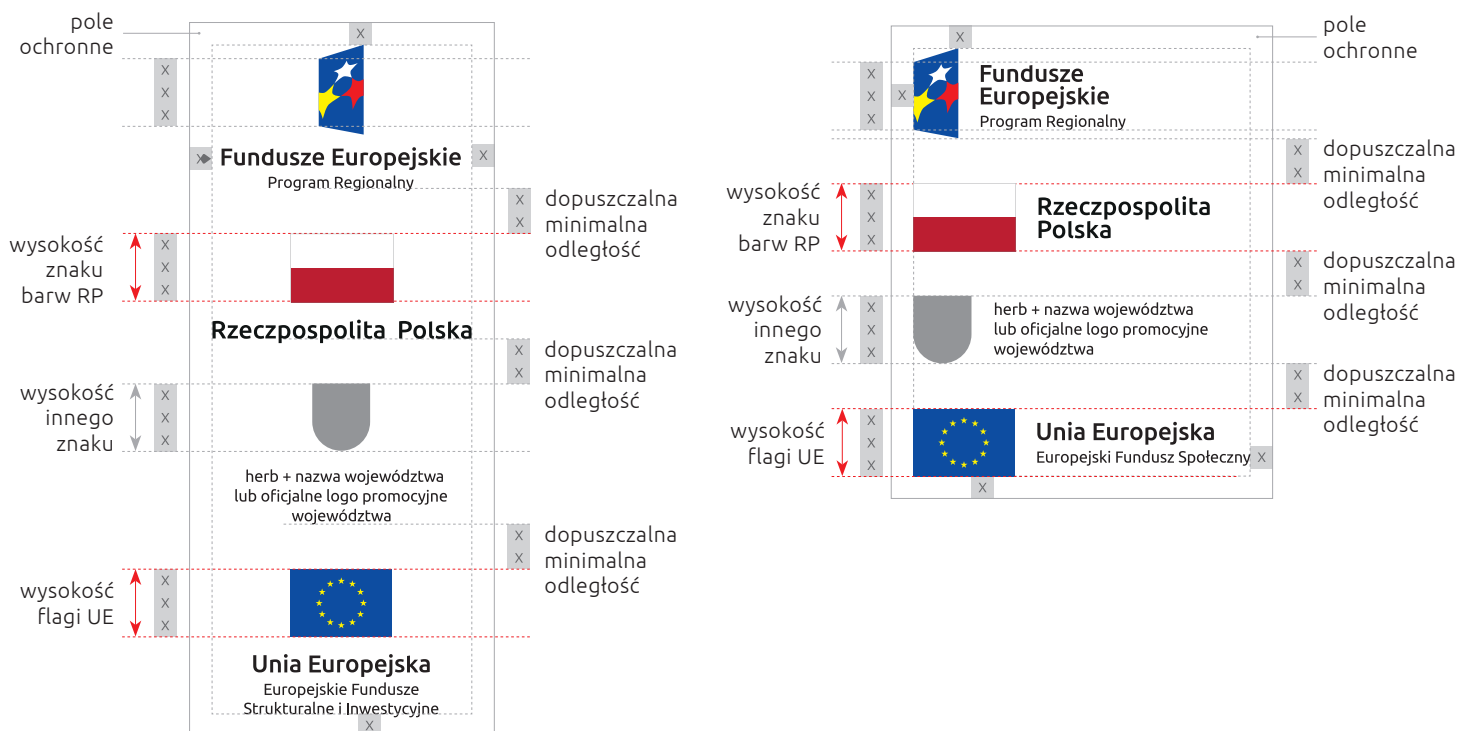 pole
ochronne
X
X
X
X
X
X
Fundusze Europejskie
Program Regionalny
X
X
dopuszczalna
minimalna
odległość
wysokość
znaku
barw RP
X
X
X
Rzeczpospolita Polska
X
X
dopuszczalna
minimalna
odległość
wysokość
innego
znaku
X
X
X
herb + nazwa województwa
lub oficjalne logo promocyjne
województwa
X
X
dopuszczalna
minimalna
odległość
wysokość
flagi UE
X
X
X
Unia Europejska
Europejskie Fundusze
Strukturalne i Inwestycyjne
X
pole
ochronne
X
X
X
X
X
Fundusze
Europejskie
Program Regionalny
X
X
dopuszczalna
minimalna
odległość
wysokość
znaku
barw RP
X
X
X
Rzeczpospolita
Polska
X
X
dopuszczalna
minimalna
odległość
wysokość
innego
znaku
X
X
X
herb + nazwa województwa
lub oficjalne logo promocyjne
województwa
X
X
dopuszczalna
minimalna
odległość
wysokość
flagi UE
X
X
X
Unia Europejska
Europejski Fundusz Społeczny
X
X